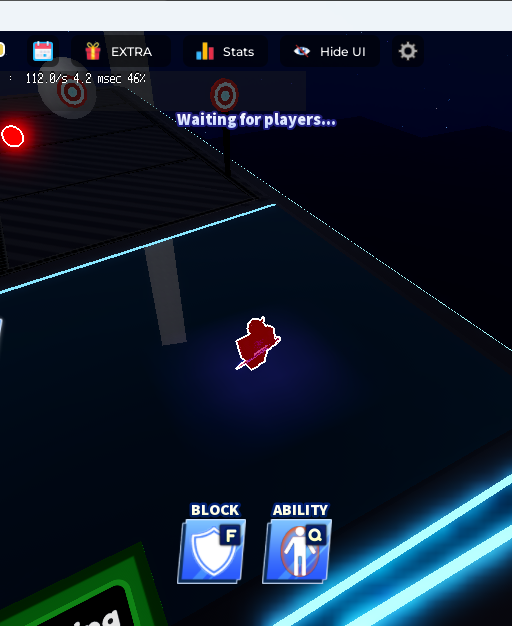 EXTRA
Stats
Hide UI
: 112.0/s 4.2 msec 46%
Waiting for players...
BLOCK
ABILITY
F
Q